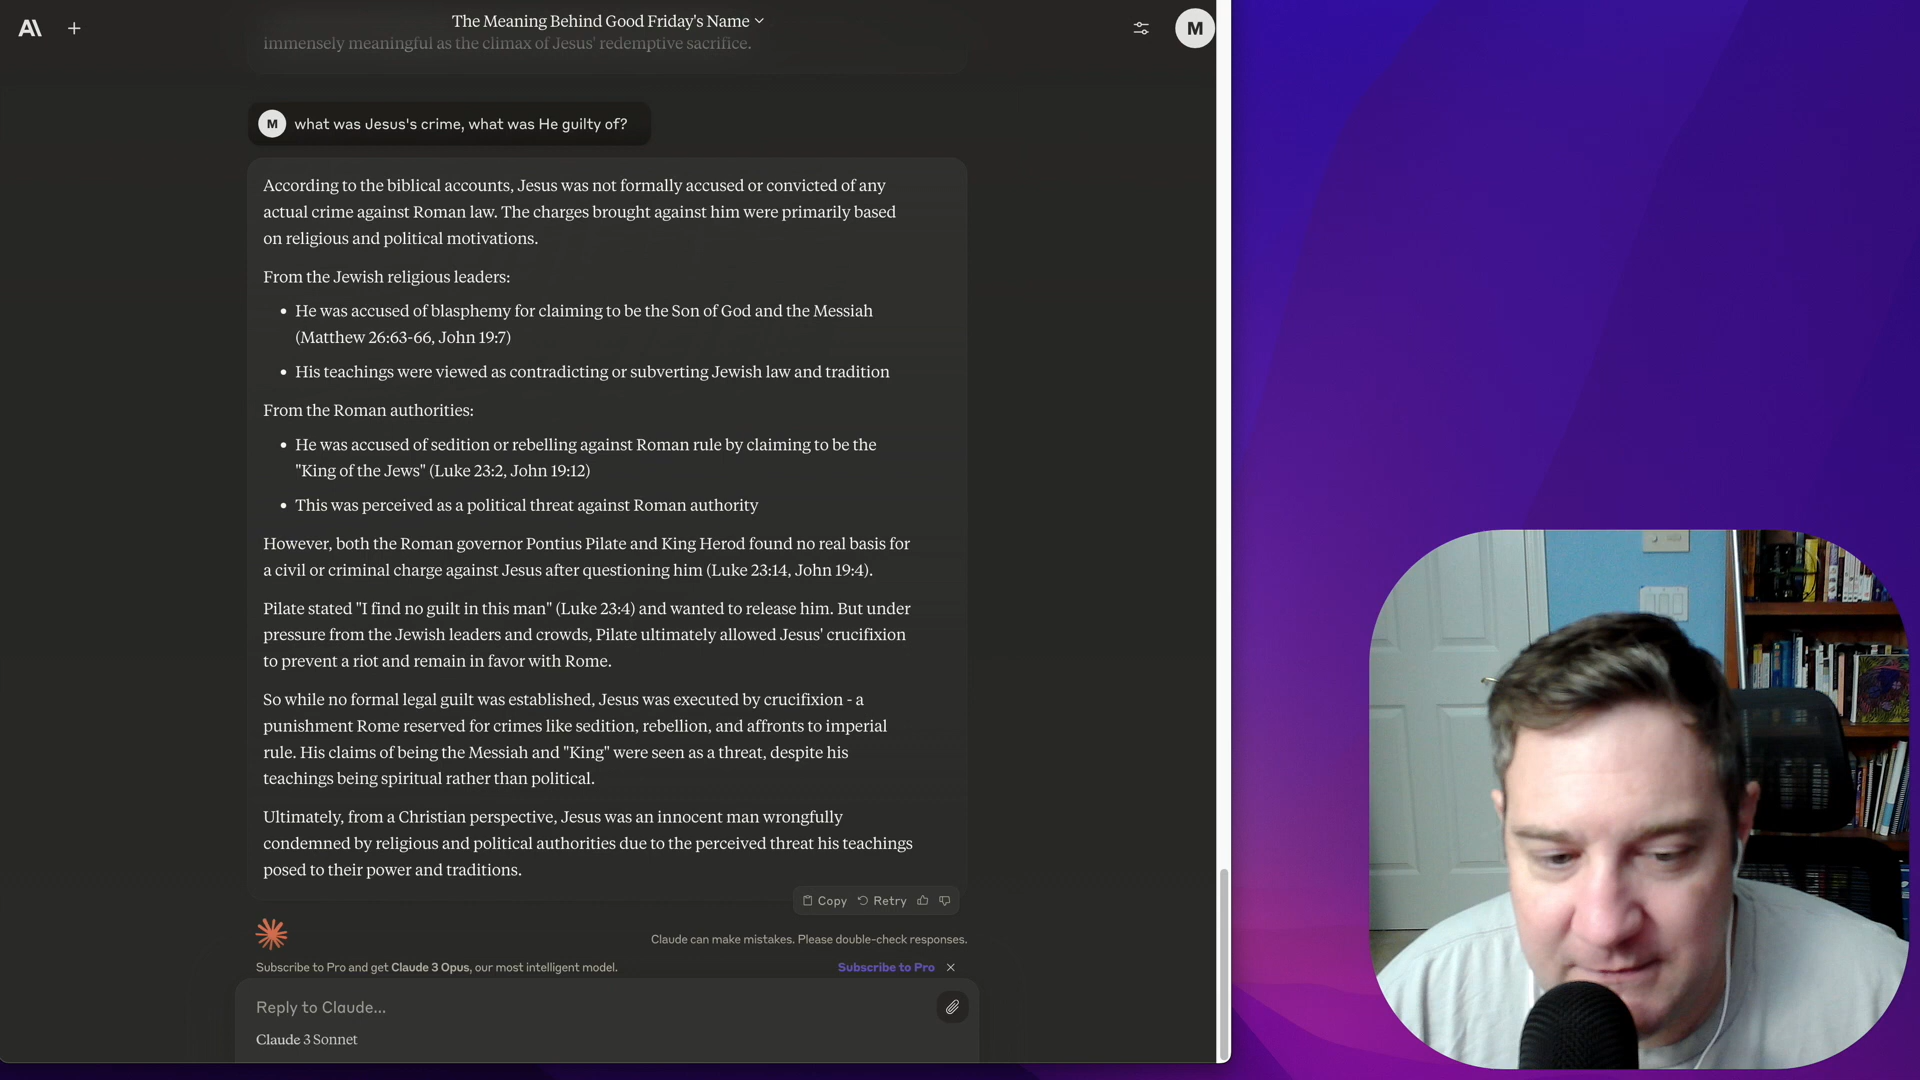 The Meaning Behind Good Friday's Name
M
immensely meaningful as the climax of Jesus' redemptive sacrifice.
M
what was Jesus's crime, what was He guilty of?
According to the biblical accounts, Jesus was not formally accused or convicted of any
actual crime against Roman law. The charges brought against him were primarily based
on religious and political motivations.
From the Jewish religious leaders:
• He was accused of blasphemy for claiming to be the Son of God and the Messiah
(Matthew 26:63-66, John 19:7)
• His teachings were viewed as contradicting or subverting Jewish law and tradition
From the Roman authorities:
• He was accused of sedition or rebelling against Roman rule by claiming to be the
"King of the Jews" (Luke 23:2, John 19:12)
• This was perceived as a political threat against Roman authority
However, both the Roman governor Pontius Pilate and King Herod found no real basis for
a civil or criminal charge against Jesus after questioning him (Luke 23:14, John 19:4).
Pilate stated "I find no guilt in this man" (Luke 23:4) and wanted to release him. But under
pressure from the Jewish leaders and crowds, Pilate ultimately allowed Jesus' crucifixion
to prevent a riot and remain in favor with Rome.
So while no formal legal guilt was established, Jesus was executed by crucifixion - a
punishment Rome reserved for crimes like sedition, rebellion, and affronts to imperial
rule. His claims of being the Messiah and "King" were seen as a threat, despite his
teachings being spiritual rather than political.
Ultimately, from a Christian perspective, Jesus was an innocent man wrongfully
condemned by religious and political authorities due to the perceived threat his teachings
posed to their power and traditions.
Copy Retry
Claude can make mistakes. Please double-check responses.
Subscribe to Pro and get Claude 3 Opus, our most intelligent model.
Subscribe to Pro
Reply to Claude...
Claude 3 Sonnet